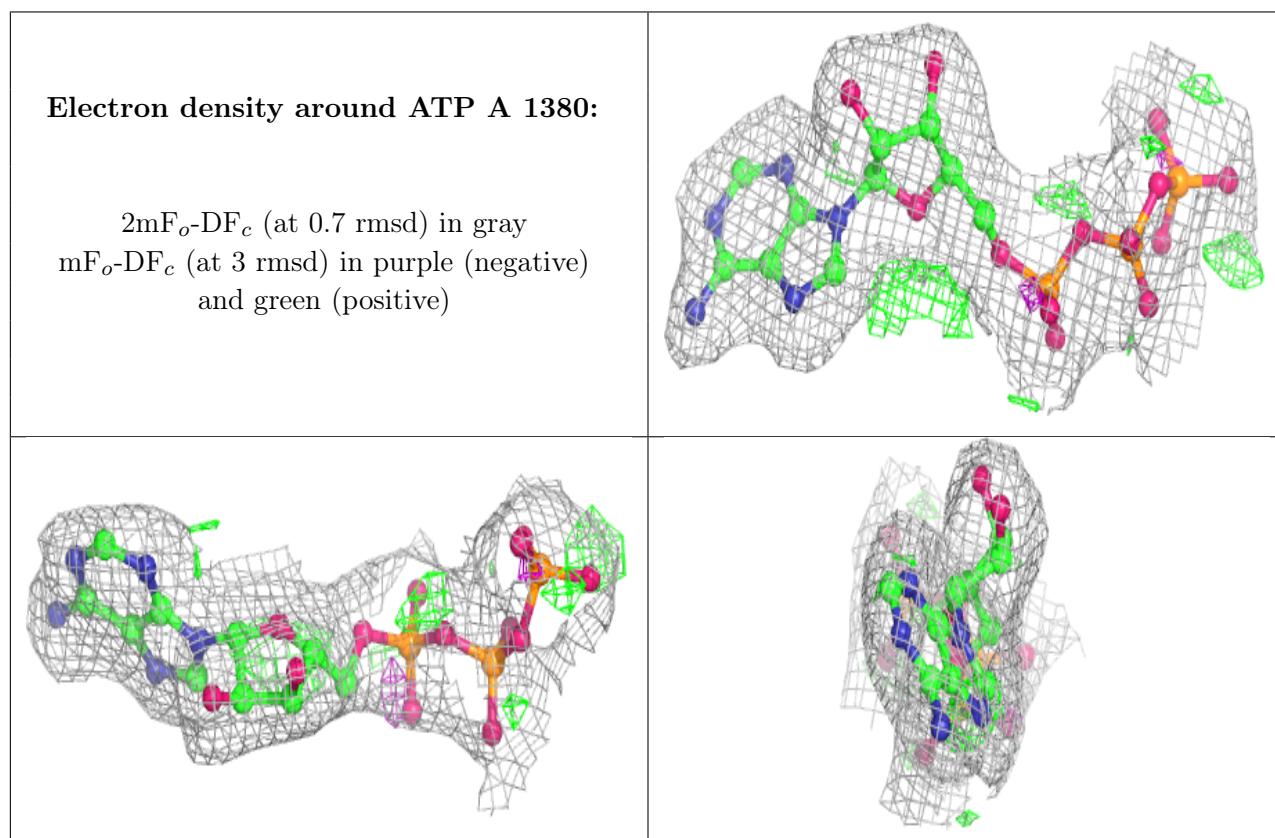 Electron density around ATP A 1380:
2mFo-DFc (at 0.7 rmsd) in gray
mFo-DFc (at 3 rmsd) in purple (negative)
and green (positive)